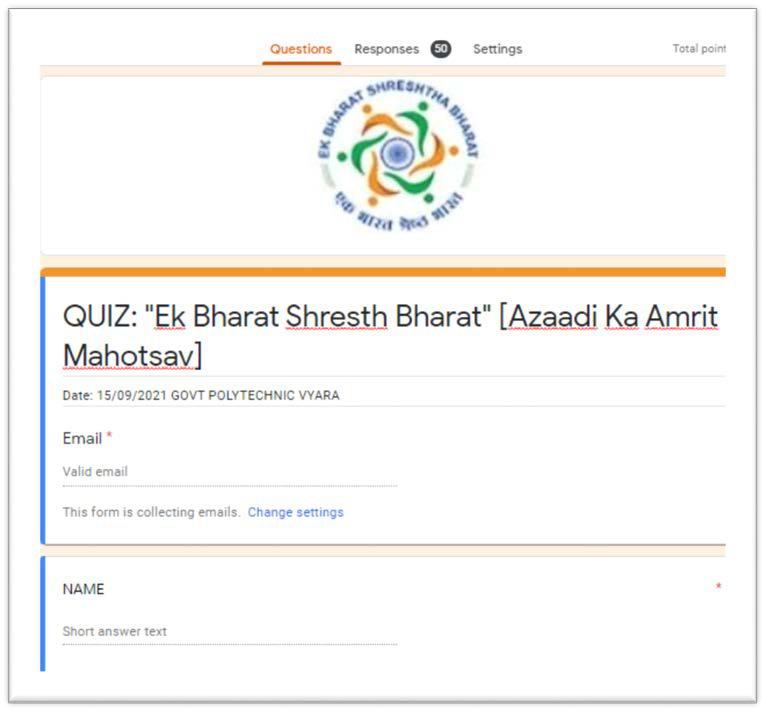 Questions Responses 50 Settings Total point
EK BHARAT SHRESHTHA BHARAT
एक भारत श्रेष्ठ भारत
QUIZ: "Ek Bharat Shresth Bharat" [Azaadi Ka Amrit
Mahotsav]
Date: 15/09/2021 GOVT POLYTECHNIC VYARA
Email *
Valid email
This form is collecting emails. Change settings
NAME *
Short answer text